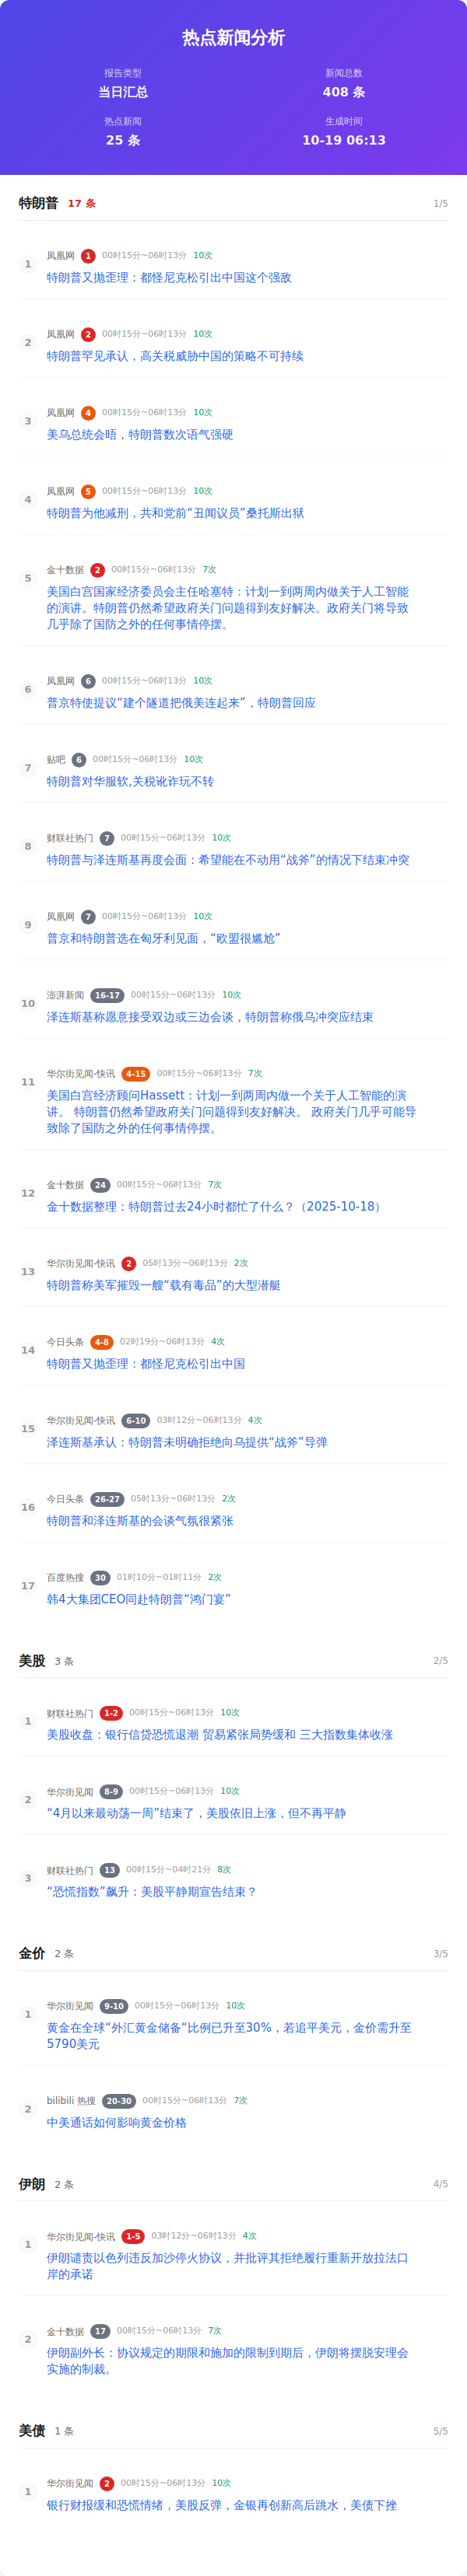 热点新闻分析
报告类型
当日汇总
新闻总数
408 条
热点新闻
25 条
生成时间
10-19 06:13
特朗普 17 条 1/5
1
凤凰网 1 00时15分~06时13分 10次
特朗普又抛歪理：都怪尼克松引出中国这个强敌
2
凤凰网 2 00时15分~06时13分 10次
特朗普罕见承认，高关税威胁中国的策略不可持续
3
凤凰网 4 00时15分~06时13分 10次
美乌总统会晤，特朗普数次语气强硬
4
凤凰网 5 00时15分~06时13分 10次
特朗普为他减刑，共和党前“丑闻议员”桑托斯出狱
5
金十数据 2 00时15分~06时13分 7次
美国白宫国家经济委员会主任哈塞特：计划一到两周内做关于人工智能
的演讲。特朗普仍然希望政府关门问题得到友好解决。政府关门将导致
几乎除了国防之外的任何事情停摆。
6
凤凰网 6 00时15分~06时13分 10次
普京特使提议“建个隧道把俄美连起来”，特朗普回应
7
贴吧 6 00时15分~06时13分 10次
特朗普对华服软,关税讹诈玩不转
8
财联社热门 7 00时15分~06时13分 10次
特朗普与泽连斯基再度会面：希望能在不动用“战斧”的情况下结束冲突
9
凤凰网 7 00时15分~06时13分 10次
普京和特朗普选在匈牙利见面，“欧盟很尴尬”
10
澎湃新闻 16-17 00时15分~06时13分 10次
泽连斯基称愿意接受双边或三边会谈，特朗普称俄乌冲突应结束
11
华尔街见闻-快讯 4-15 00时15分~06时13分 7次
美国白宫经济顾问Hassett：计划一到两周内做一个关于人工智能的演
讲。 特朗普仍然希望政府关门问题得到友好解决。 政府关门几乎可能导
致除了国防之外的任何事情停摆。
12
金十数据 24 00时15分~06时13分 7次
金十数据整理：特朗普过去24小时都忙了什么？（2025-10-18）
13
华尔街见闻-快讯 2 05时13分~06时13分 2次
特朗普称美军摧毁一艘“载有毒品”的大型潜艇
14
今日头条 4-8 02时19分~06时13分 4次
特朗普又抛歪理：都怪尼克松引出中国
15
华尔街见闻-快讯 6-10 03时12分~06时13分 4次
泽连斯基承认：特朗普未明确拒绝向乌提供“战斧”导弹
16
今日头条 26-27 05时13分~06时13分 2次
特朗普和泽连斯基的会谈气氛很紧张
17
百度热搜 30 01时10分~01时11分 2次
韩4大集团CEO同赴特朗普“鸿门宴”
美股 3 条 2/5
1
财联社热门 1-2 00时15分~06时13分 10次
美股收盘：银行信贷恐慌退潮 贸易紧张局势缓和 三大指数集体收涨
2
华尔街见闻 8-9 00时15分~06时13分 10次
“4月以来最动荡一周”结束了，美股依旧上涨，但不再平静
3
财联社热门 13 00时15分~04时21分 8次
“恐慌指数”飙升：美股平静期宣告结束？
金价 2 条 3/5
1
华尔街见闻 9-10 00时15分~06时13分 10次
黄金在全球“外汇黄金储备”比例已升至30%，若追平美元，金价需升至
5790美元
2
bilibili 热搜 20-30 00时15分~06时13分 7次
中美通话如何影响黄金价格
伊朗 2 条 4/5
1
华尔街见闻-快讯 1-5 03时12分~06时13分 4次
伊朗谴责以色列违反加沙停火协议，并批评其拒绝履行重新开放拉法口
岸的承诺
2
金十数据 17 00时15分~06时13分 7次
伊朗副外长：协议规定的期限和施加的限制到期后，伊朗将摆脱安理会
实施的制裁。
美债 1 条 5/5
1
华尔街见闻 2 00时15分~06时13分 10次
银行财报缓和恐慌情绪，美股反弹，金银再创新高后跳水，美债下挫